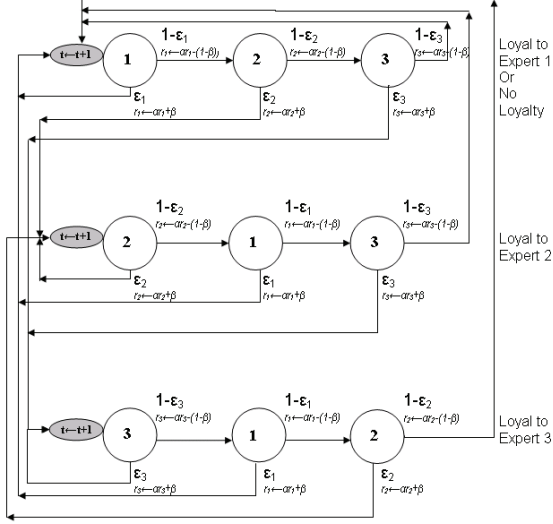 1-ε1 1-ε2 1-ε3
r1←αr1-(1-β)) r2←αr2-(1-β) r3←αr3-(1-β)
t←t+1 1 2 3
ε1 ε2 ε3
r1←αr1+β r2←αr2+β r3←αr3+β
Loyal to
Expert 1
Or
No
Loyalty
1-ε2 1-ε1 1-ε3
r2←αr2-(1-β) r1←αr1-(1-β) r3←αr3-(1-β)
t←t+1 2 1 3
ε2 ε1 ε3
r2←αr2+β r1←αr1+β r3←αr3+β
Loyal to
Expert 2
1-ε3 1-ε1 1-ε2
r3←αr3-(1-β) r1←αr1-(1-β) r2←αr2-(1-β)
t←t+1 3 1 2
ε3 ε1 ε2
r3←αr3+β r1←αr1+β r2←αr2+β
Loyal to
Expert 3